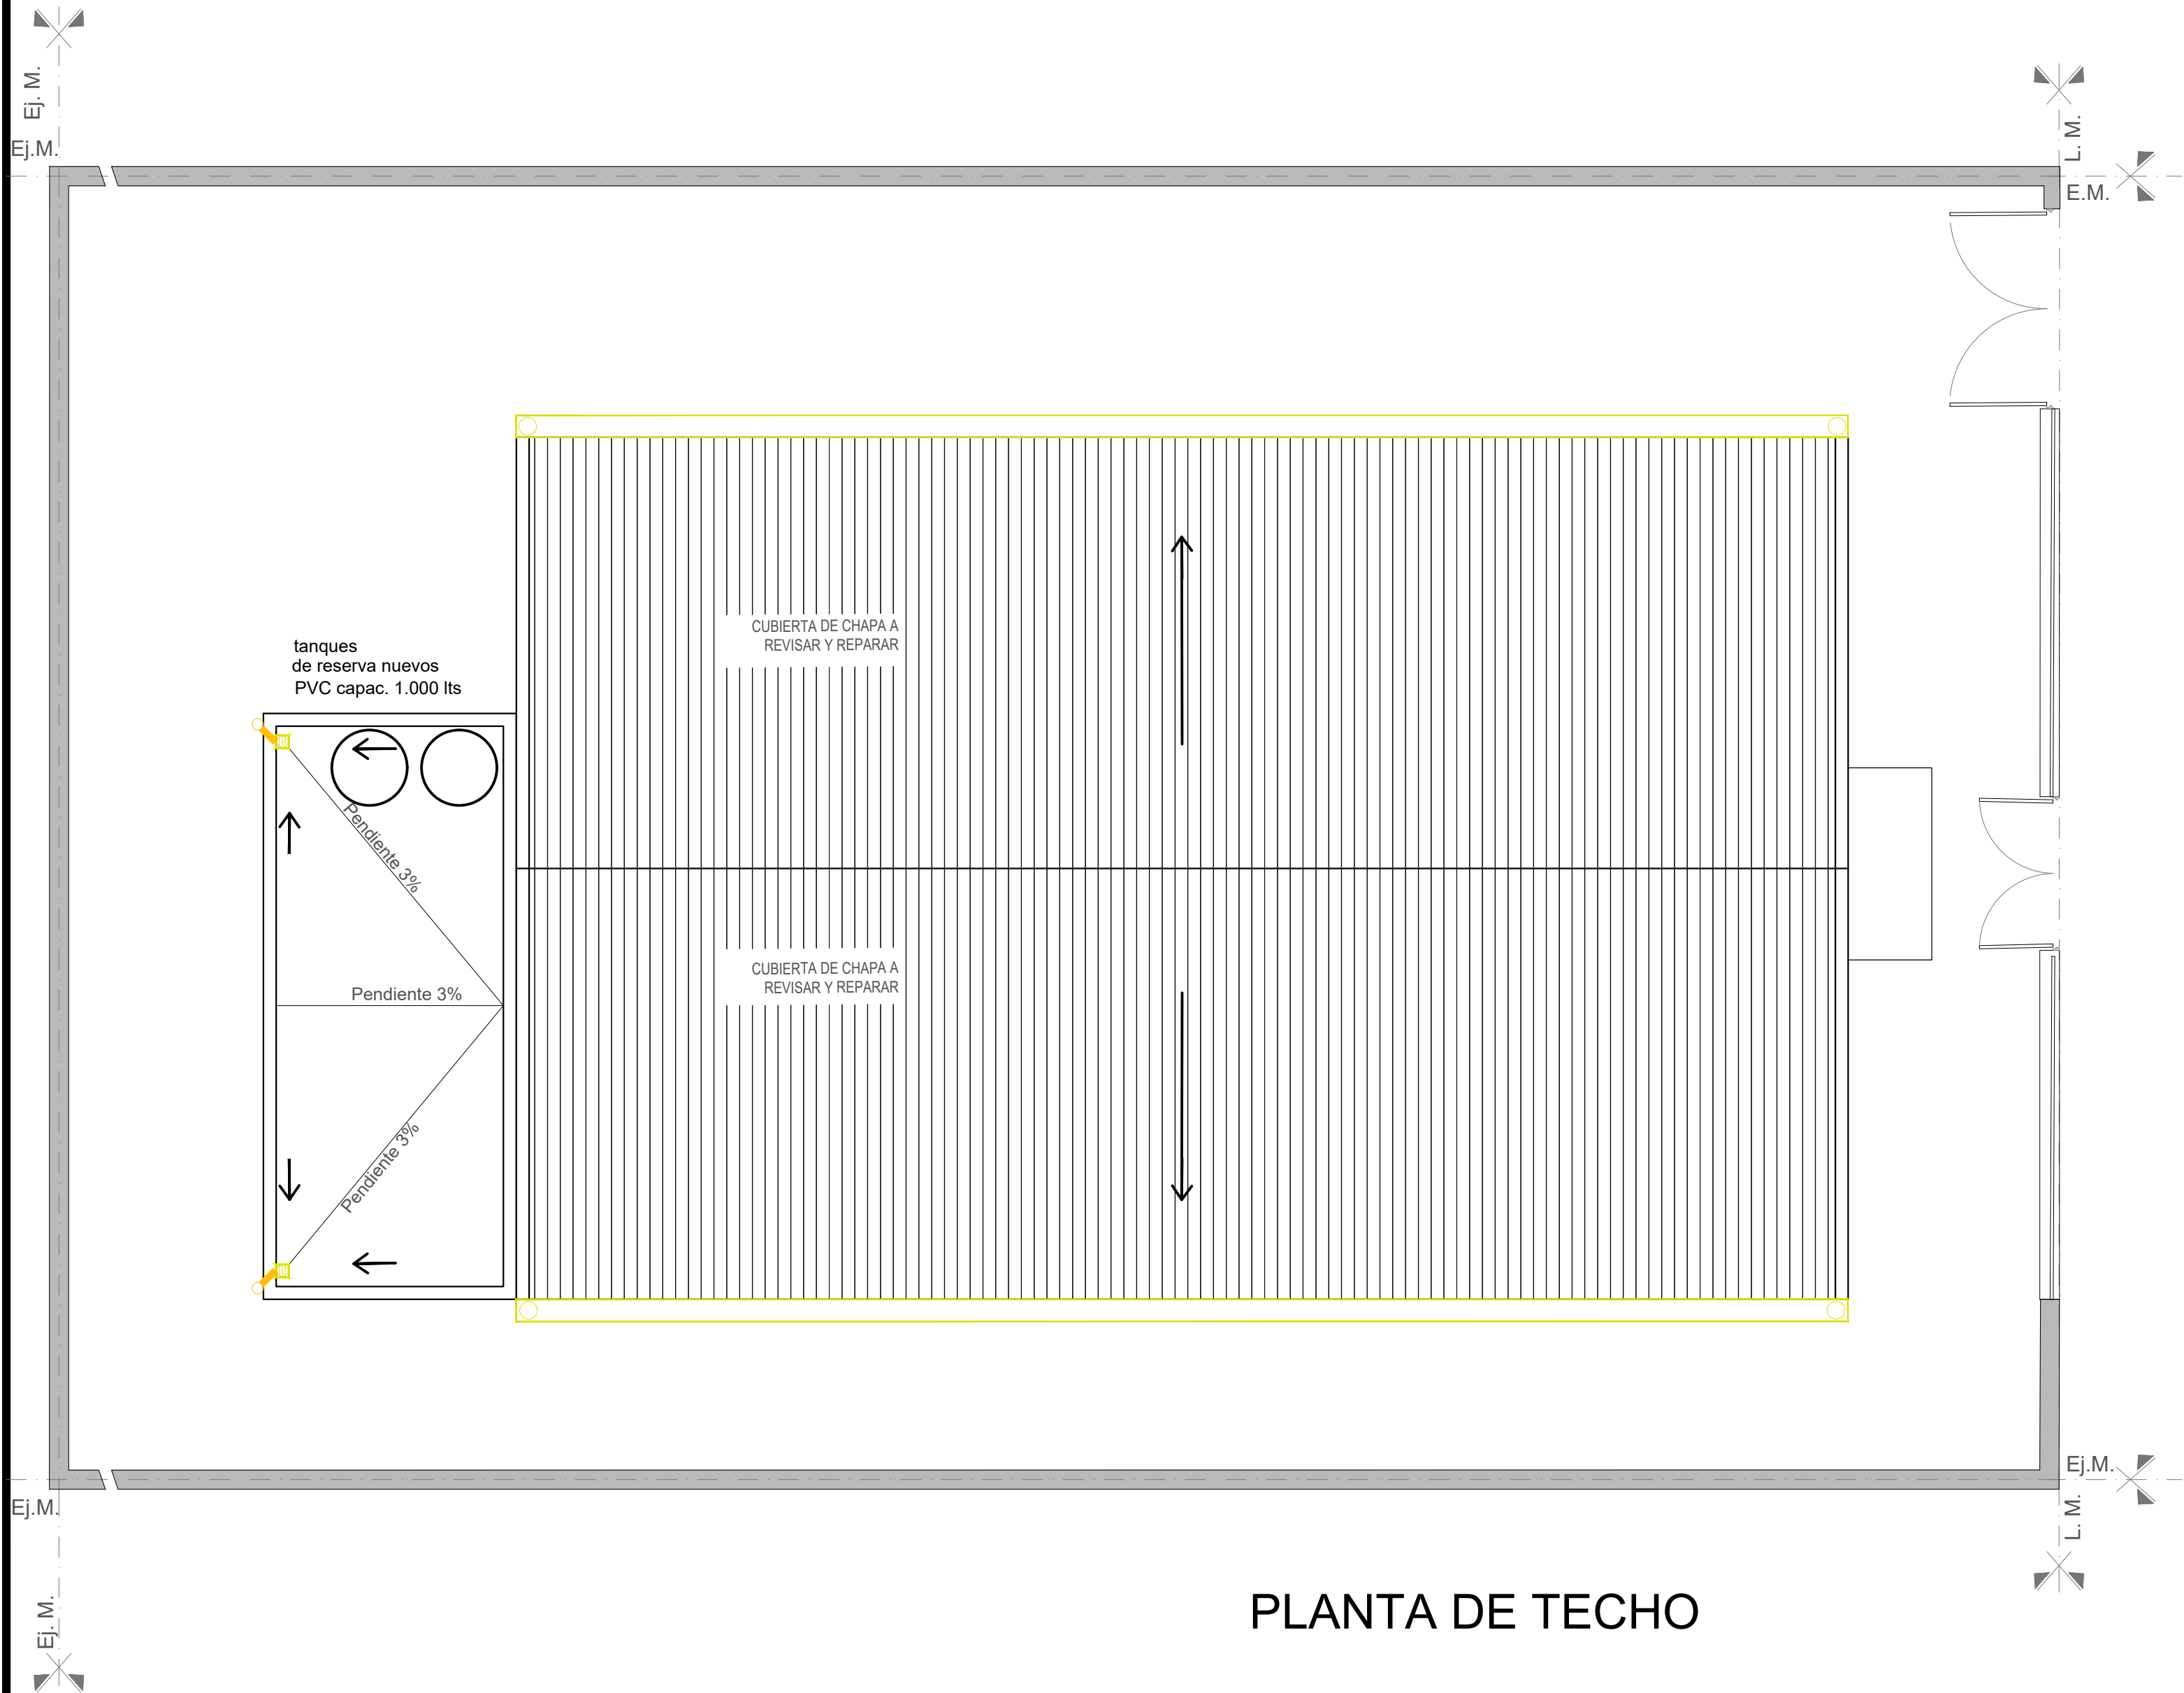 Ej. M.
Ej.M.
L. M.
E.M.
CUBIERTA DE CHAPA A
REVISAR Y REPARAR
tanques
de reserva nuevos
PVC capac. 1.000 lts
Pendiente 3%
CUBIERTA DE CHAPA A
REVISAR Y REPARAR
Pendiente 3%
Pendiente 3%
Ej.M.
Ej.M.
L. M.
Ej. M.
PLANTA DE TECHO